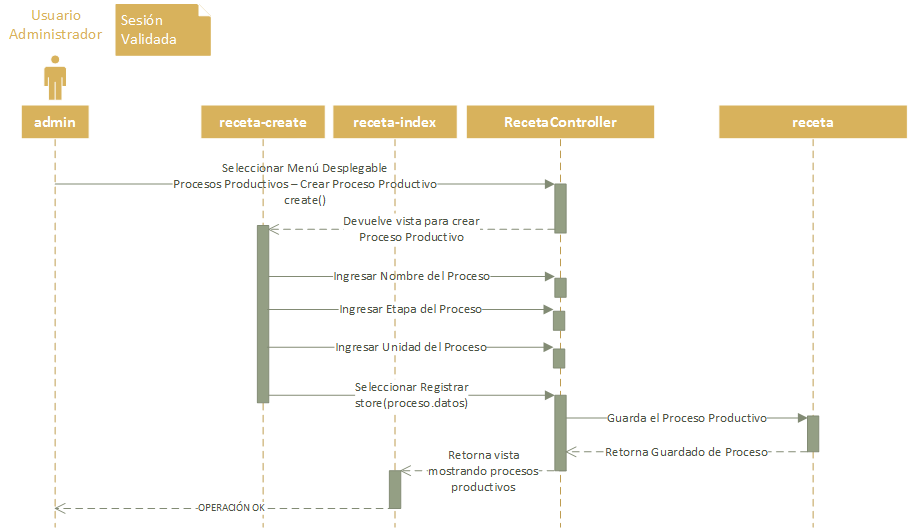 Usuario
Administrador
Sesión
Validada
admin
receta-create
receta-index
RecetaController
receta
Seleccionar Menú Desplegable
Procesos Productivos – Crear Proceso Productivo
create()
Devuelve vista para crear
Proceso Productivo
Ingresar Nombre del Proceso
Ingresar Etapa del Proceso
Ingresar Unidad del Proceso
Seleccionar Registrar
store(proceso.datos)
Guarda el Proceso Productivo
Retorna Guardado de Proceso
Retorna vista
mostrando procesos
productivos
OPERACIÓN OK